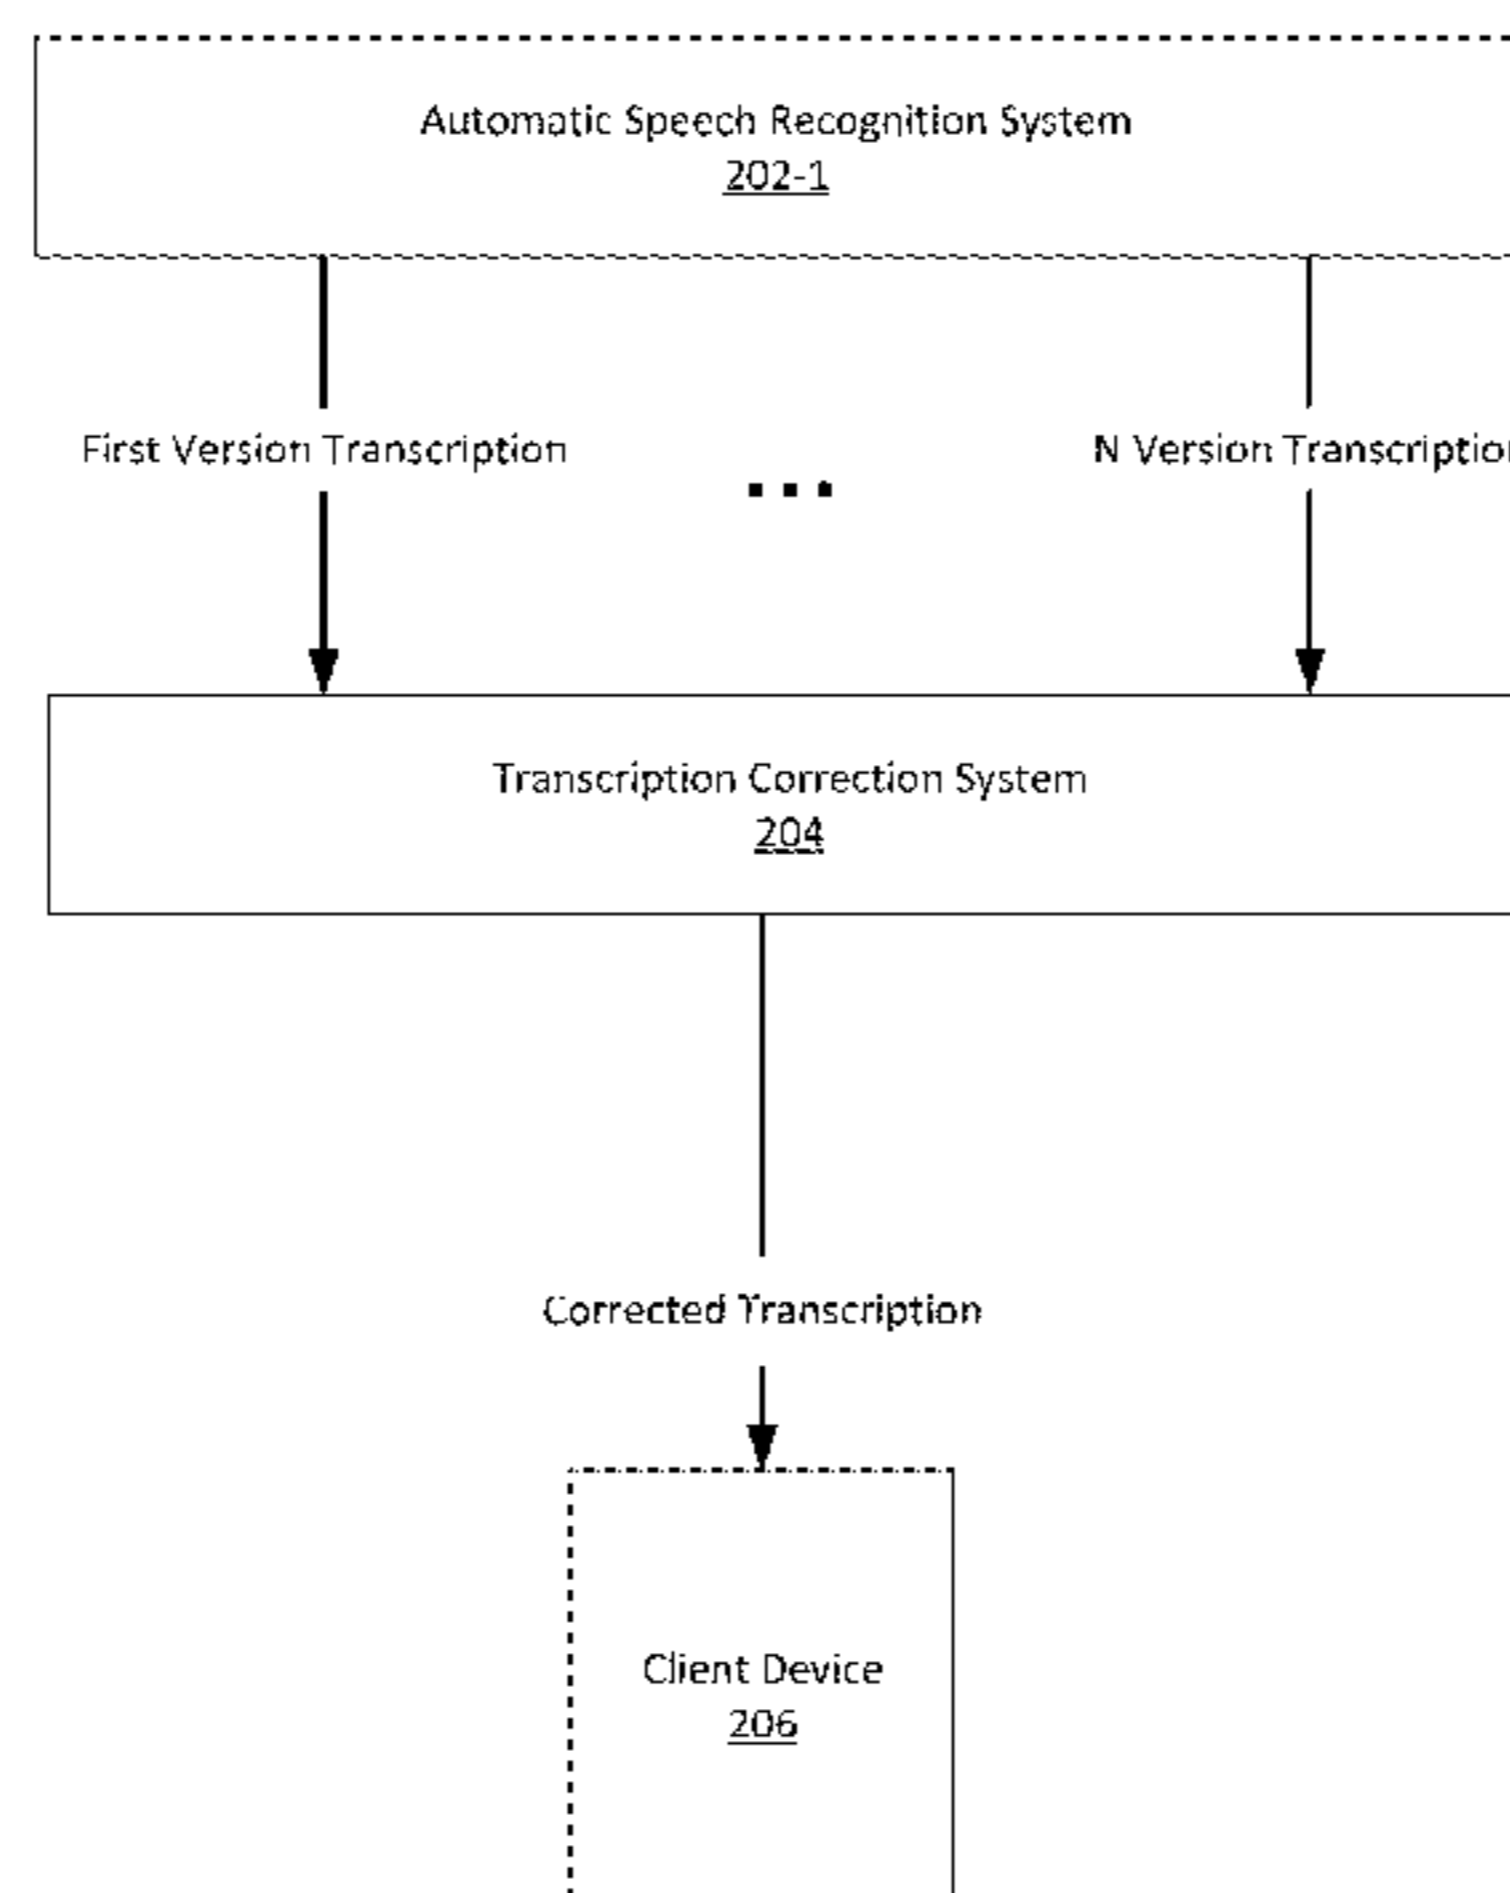 Automatic Speech Recognition System
202-1
First Version Transcription
N Version Transcriptio
...
Transcription Correction System
204
Corrected Transcription
Client Device
206